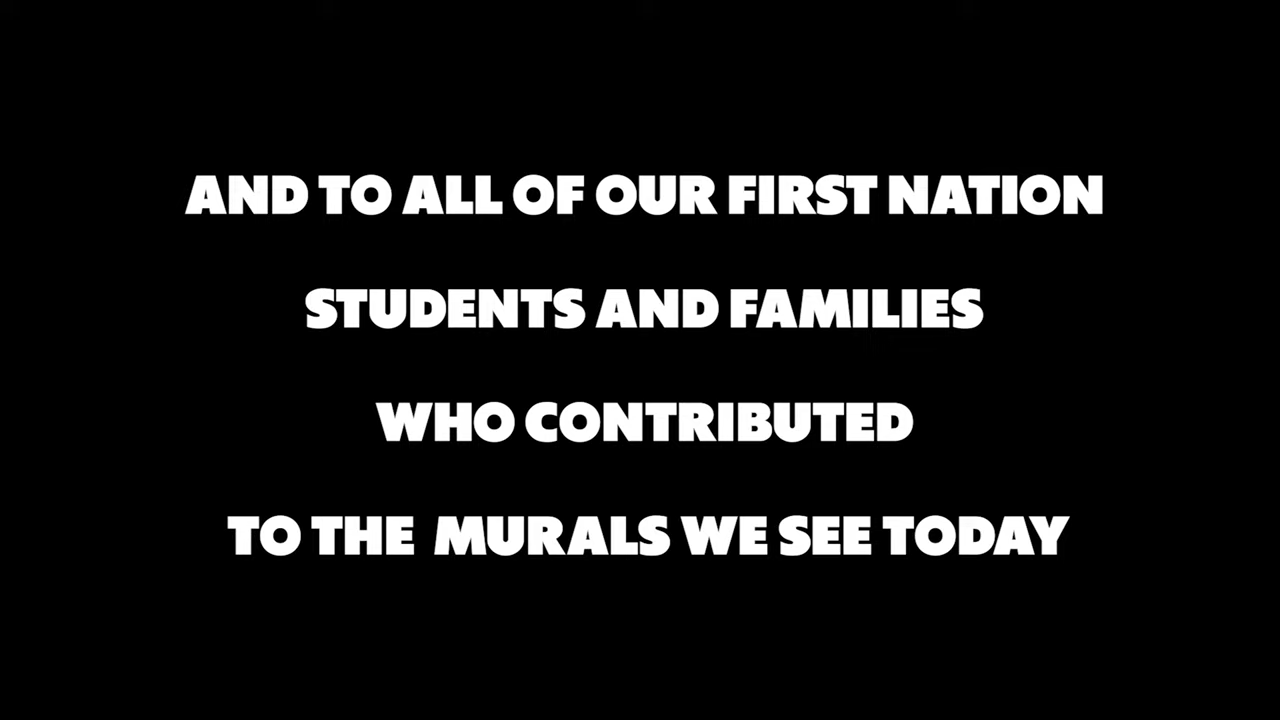 AND TO ALL OF OUR FIRST NATION
STUDENTS AND FAMILIES
WHO CONTRIBUTED
TO THE  MURALS WE SEE TODAY